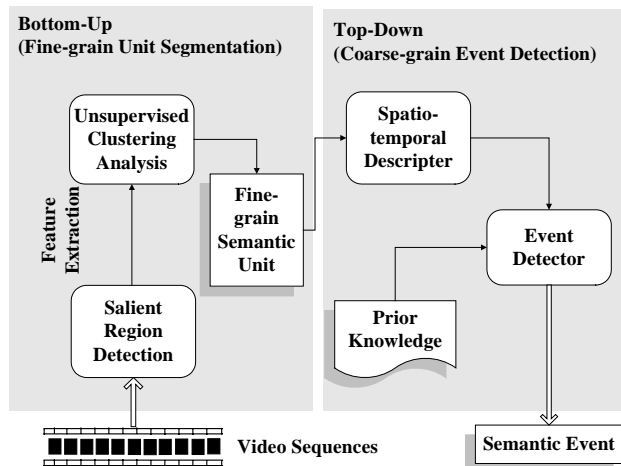 Bottom-Up
(Fine-grain Unit Segmentation)
Unsupervised
Clustering
Analysis
Feature
Extraction
Fine-
grain
Semantic
Unit
Salient
Region
Detection
Video Sequences
Top-Down
(Coarse-grain Event Detection)
Spatio-
temporal
Descripter
Event
Detector
Prior
Knowledge
Semantic Event